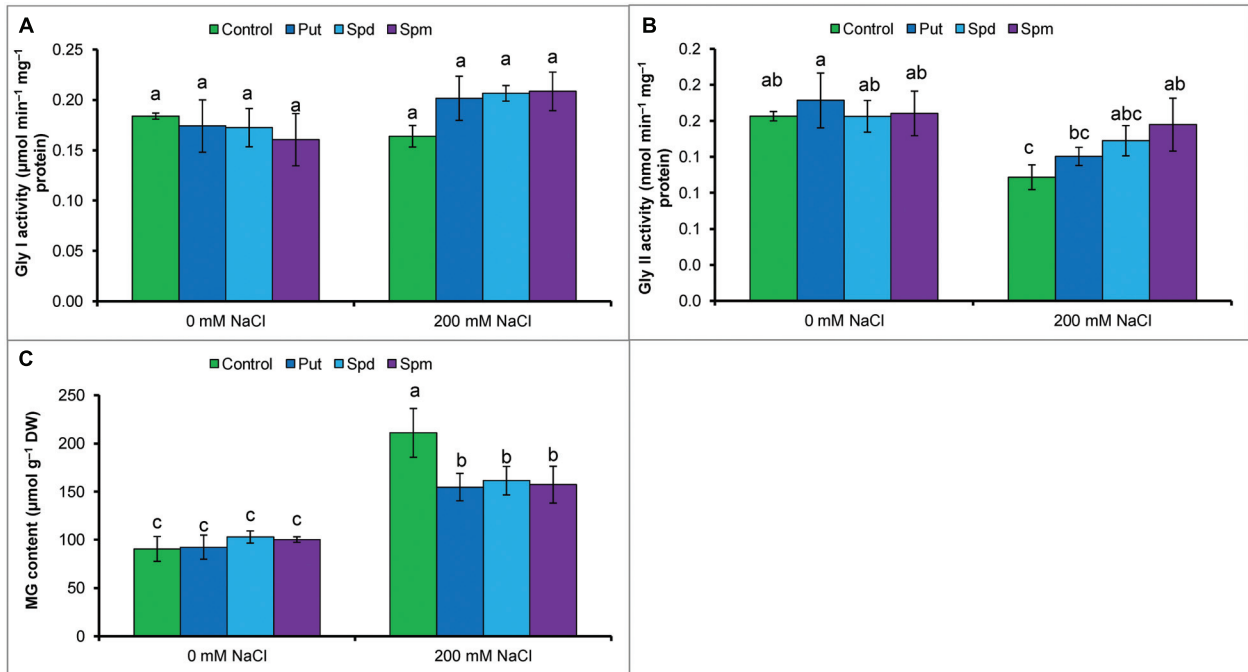 A
Control Put Spd Spm
Gly I activity (µmol min⁻¹ mg⁻¹
protein)
0.25
0.20
0.15
0.10
0.05
0.00
a a a a a a a a
0 mM NaCl 200 mM NaCl
B
Control Put Spd Spm
Gly II activity (nmol min⁻¹ mg⁻¹
protein)
0.2
0.2
0.2
0.1
0.1
0.1
0.0
0.0
ab a ab ab c bc abc ab
0 mM NaCl 200 mM NaCl
C
Control Put Spd Spm
MG content (µmol g⁻¹ DW)
250
200
150
100
50
0
c c c c a b b b
0 mM NaCl 200 mM NaCl